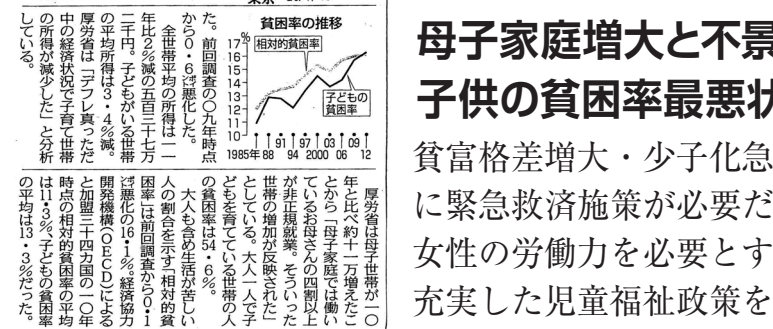 貧困率の推移
%
17
16
15
14
13
12
11
10
相対的貧困率
子どもの
貧困率
91 97 03 09
1985年 88 94 2000 06 12
た。前回調査の〇九年時点
から0・6㌽悪化した。
全世帯平均の所得は一一
年比2%減の五百三十七万
二千円。子どもがいる世帯
の平均所得は3・4%減。
厚労省は「デフレ真っただ
中の経済状況で子育て世帯
の所得が減少した」と分析
している。
厚労省は母子世帯が一〇
年と比べ約十一万増えたこ
とから「母子家庭では働い
ているお母さんの四割以上
が非正規就業。そういった
世帯の増加が反映された」
としている。大人一人で子
どもを育てている世帯の人
の貧困率は54・6%。
大人も含め生活が苦しい
人の割合を示す「相対的貧
困率」は前回調査から0・1
㌽悪化の16・1%。経済協力
開発機構(OECD)による
と加盟三十四カ国の一〇年
時点の相対的貧困率の平均
は11・3%、子どもの貧困率
の平均は13・3%だった。
母子家庭増大と不景
子供の貧困率最悪状
貧富格差増大・少子化急
に緊急救済施策が必要だ
女性の労働力を必要とす
充実した児童福祉政策を